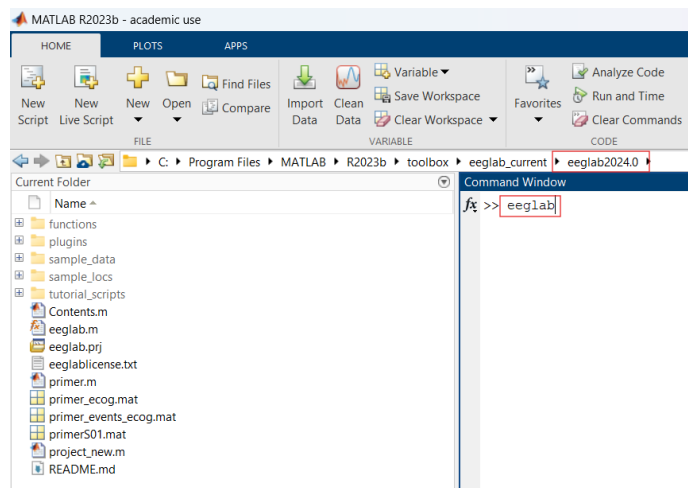 MATLAB R2023b - academic use
HOME PLOTS APPS
New Script
New Live Script
New
Open
Find Files
Compare
Import Data
Clean Data
Variable
Save Workspace
Clear Workspace
Favorites
Analyze Code
Run and Time
Clear Commands
FILE VARIABLE CODE
C: Program Files MATLAB R2023b toolbox eeglab_current eeglab2024.0
Current Folder
Command Window
Name
fx >> eeglab
functions
plugins
sample_data
sample_locs
tutorial_scripts
Contents.m
eeglab.m
eeglab.prj
eeglablicense.txt
primer.m
primer_ecog.mat
primer_events_ecog.mat
primerS01.mat
project_new.m
README.md